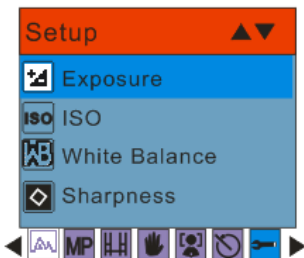 Setup
Exposure
ISO ISO
WB White Balance
Sharpness
MP